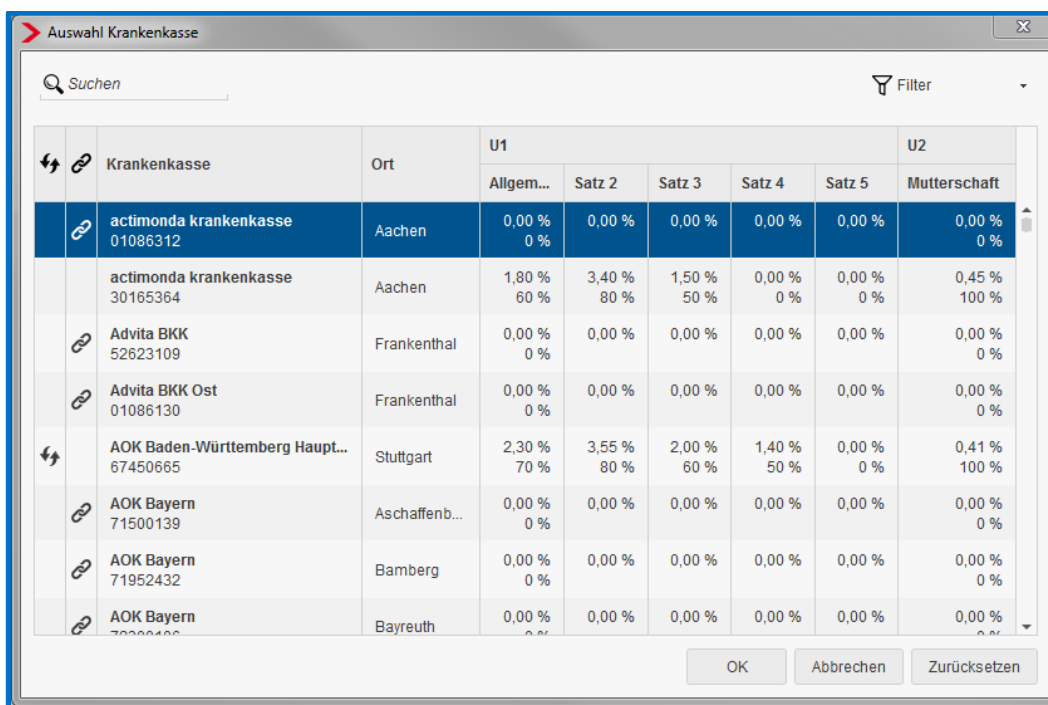 Auswahl Krankenkasse
Suchen
Filter
Krankenkasse Ort U1 U2
Allgem... Satz 2 Satz 3 Satz 4 Satz 5 Mutterschaft
actimonda krankenkasse Aachen 0,00 % 0,00 % 0,00 % 0,00 % 0,00 % 0,00 %
01086312 0 % 0 %
actimonda krankenkasse Aachen 1,80 % 3,40 % 1,50 % 0,00 % 0,00 % 0,45 %
30165364 60 % 80 % 50 % 0 % 0 % 100 %
Advita BKK Frankenthal 0,00 % 0,00 % 0,00 % 0,00 % 0,00 % 0,00 %
52623109 0 % 0 %
Advita BKK Ost Frankenthal 0,00 % 0,00 % 0,00 % 0,00 % 0,00 % 0,00 %
01086130 0 % 0 %
AOK Baden-Württemberg Haupt... Stuttgart 2,30 % 3,55 % 2,00 % 1,40 % 0,00 % 0,41 %
67450665 70 % 80 % 60 % 50 % 0 % 100 %
AOK Bayern Aschaffenb... 0,00 % 0,00 % 0,00 % 0,00 % 0,00 % 0,00 %
71500139 0 % 0 %
AOK Bayern Bamberg 0,00 % 0,00 % 0,00 % 0,00 % 0,00 % 0,00 %
71952432 0 % 0 %
AOK Bayern Bayreuth 0,00 % 0,00 % 0,00 % 0,00 % 0,00 % 0,00 %
OK Abbrechen Zurücksetzen